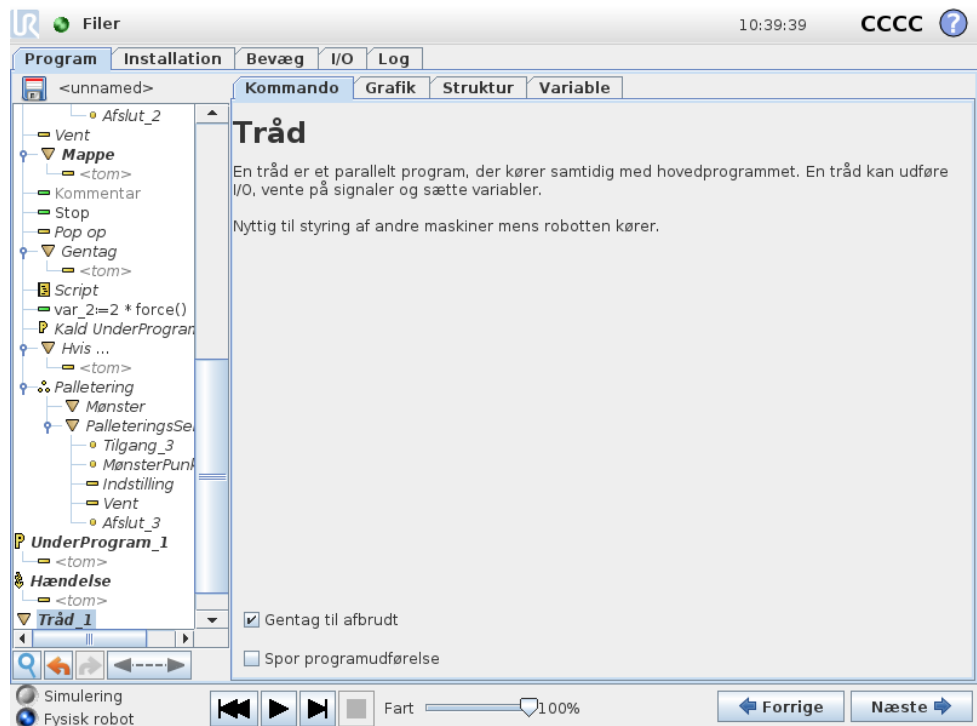 UR Filer 10:39:39 CCCC ?
Program Installation Bevæg I/O Log
<unnamed>
Kommando Grafik Struktur Variable
Afslut_2
Vent
Mappe
<tom>
Kommentar
Stop
Pop op
Gentag
<tom>
Script
var_2:=2 * force()
Kald UnderProgram
Hvis ...
<tom>
Palletering
Mønster
PalleteringsSe
Tilgang_3
MønsterPunk
Indstilling
Vent
Afslut_3
UnderProgram_1
<tom>
Hændelse
<tom>
Tråd_1
Tråd
En tråd er et parallelt program, der kører samtidig med hovedprogrammet. En tråd kan udføre
I/O, vente på signaler og sætte variabler.
Nyttig til styring af andre maskiner mens robotten kører.
Gentag til afbrudt
Spor programudførelse
Simulering
Fysisk robot
Fart 100%
Forrige Næste